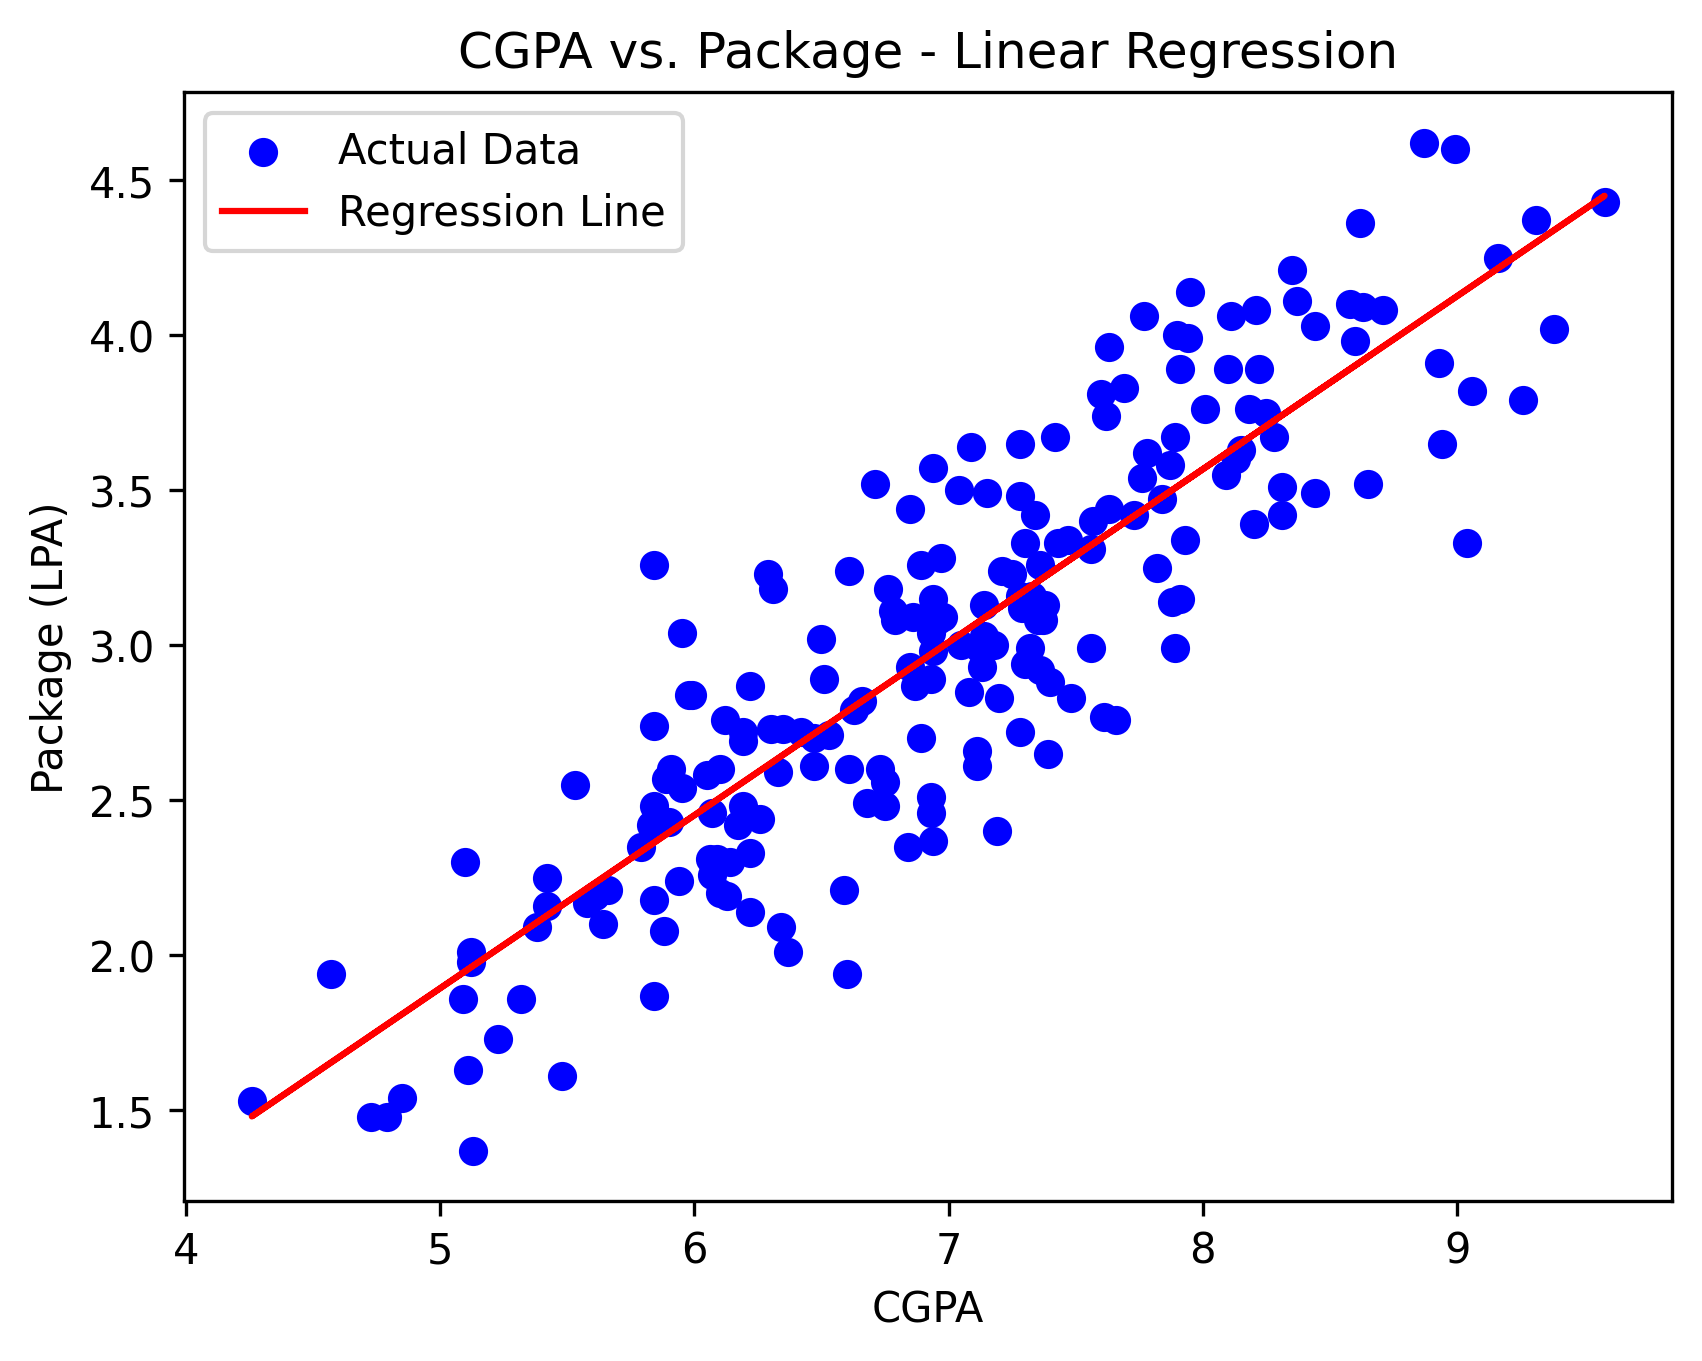 CGPA vs. Package - Linear Regression
Actual Data
Regression Line
4.5
4.0
3.5
3.0
2.5
2.0
1.5
Package (LPA)
4 5 6 7 8 9
CGPA